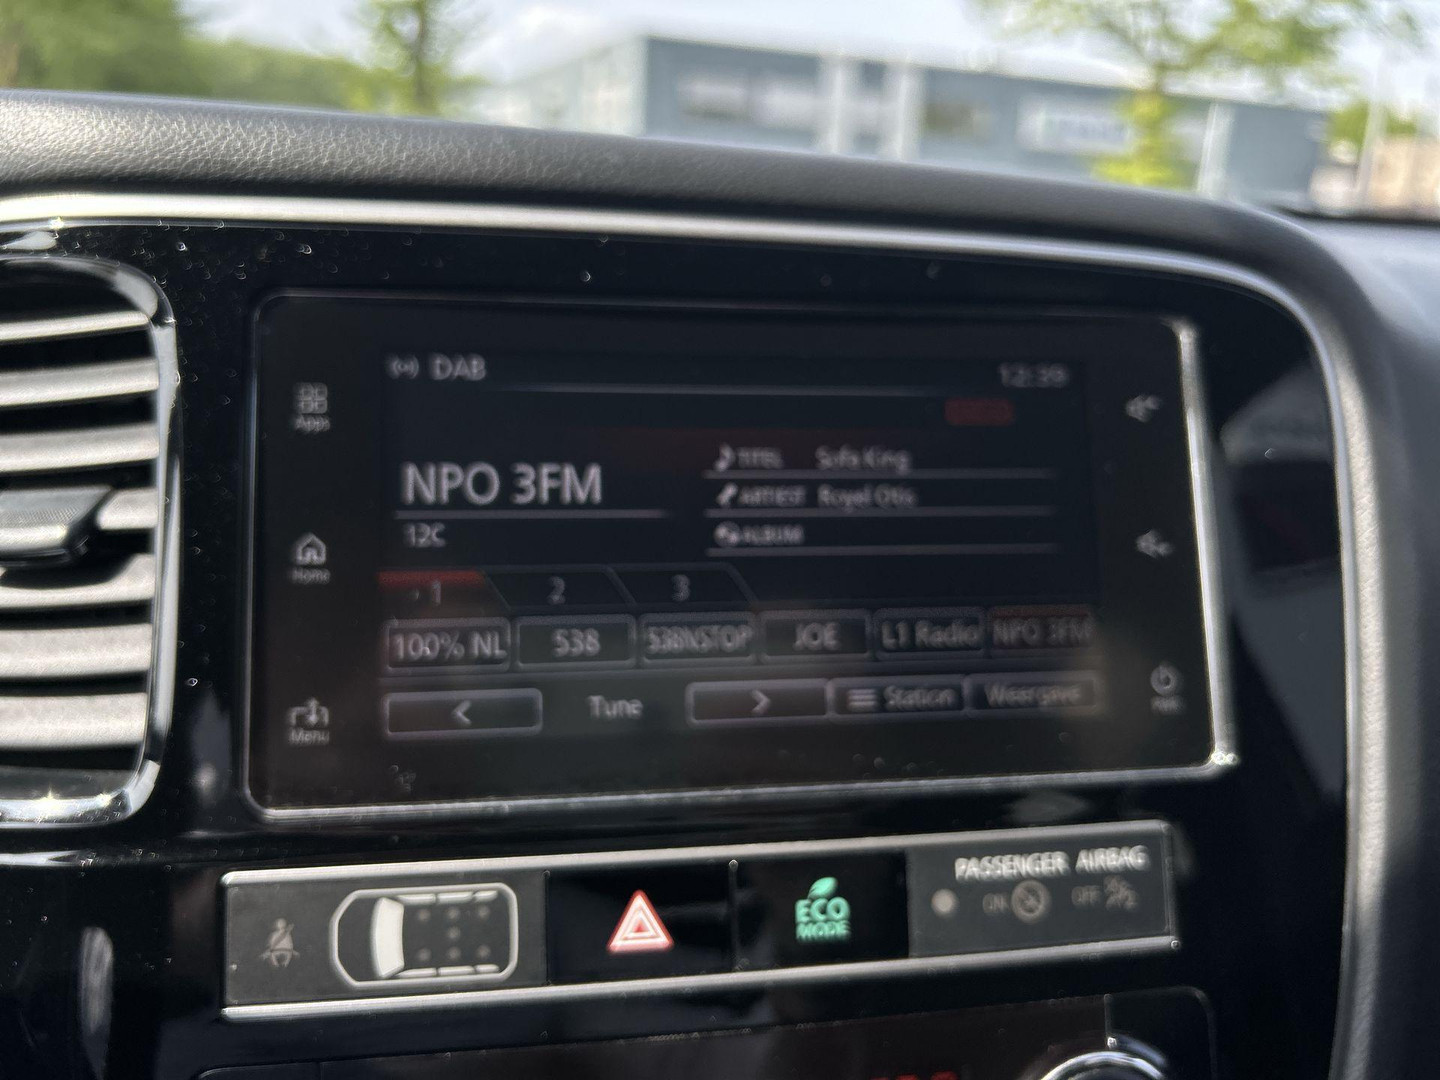 DAB
12:39
Apps
NPO 3FM
TITEL Sofa King
ARTIEST Royel Otis
12C
ALBUM
Home
1 2 3
100% NL 538 538NSTOP JOE L1 Radio NPO 3FM
Tune Station Weergave
Menu
PASSENGER AIRBAG
ON OFF
ECO
MODE